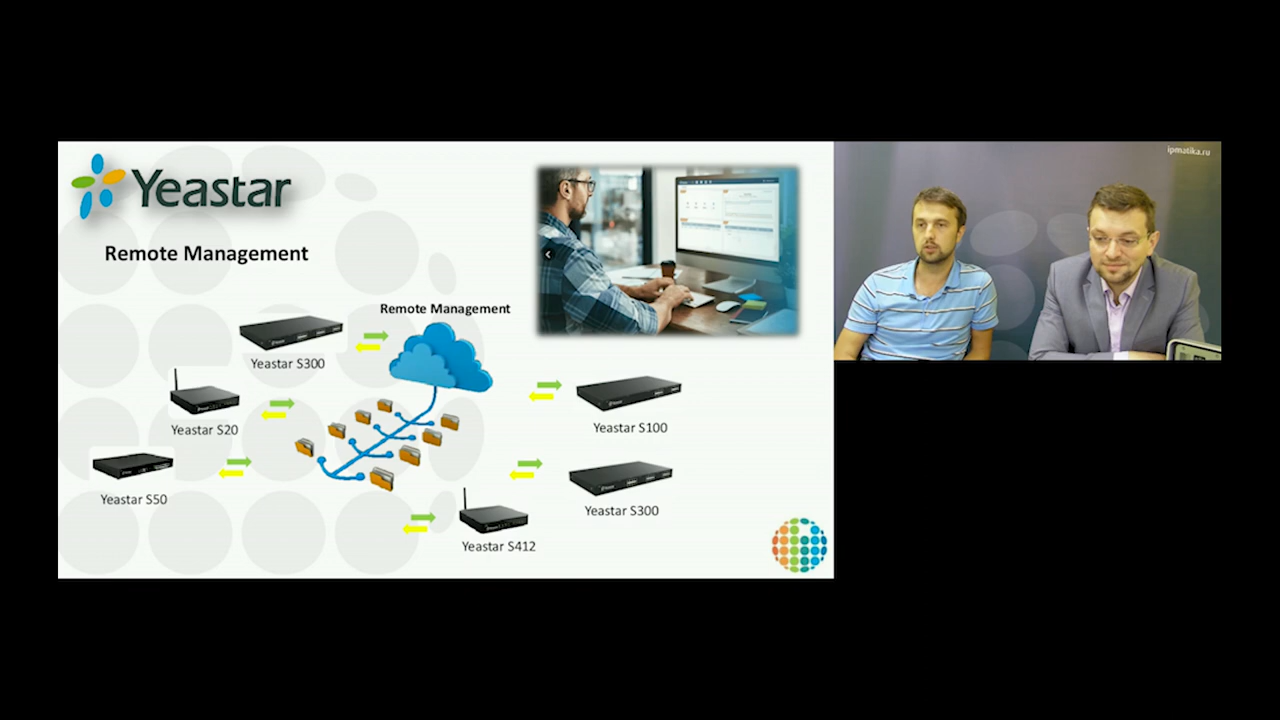 Yeastar
Remote Management
Remote Management
Yeastar S300
Yeastar S20
Yeastar S50
Yeastar S100
Yeastar S300
Yeastar S412
ipmatika.ru